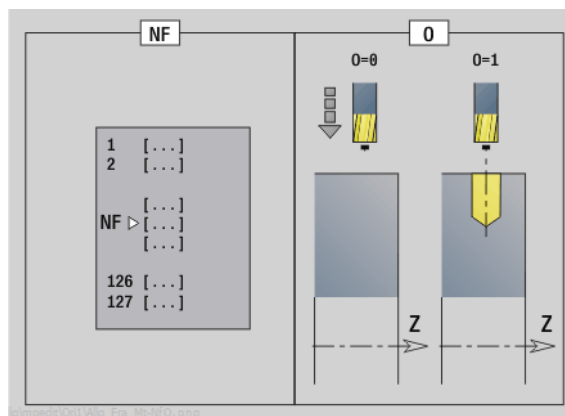 NF
O
O=0
O=1
1 [...]
2 [...]
[...]
NF [...]
[...]
126 [...]
127 [...]
Z
Z